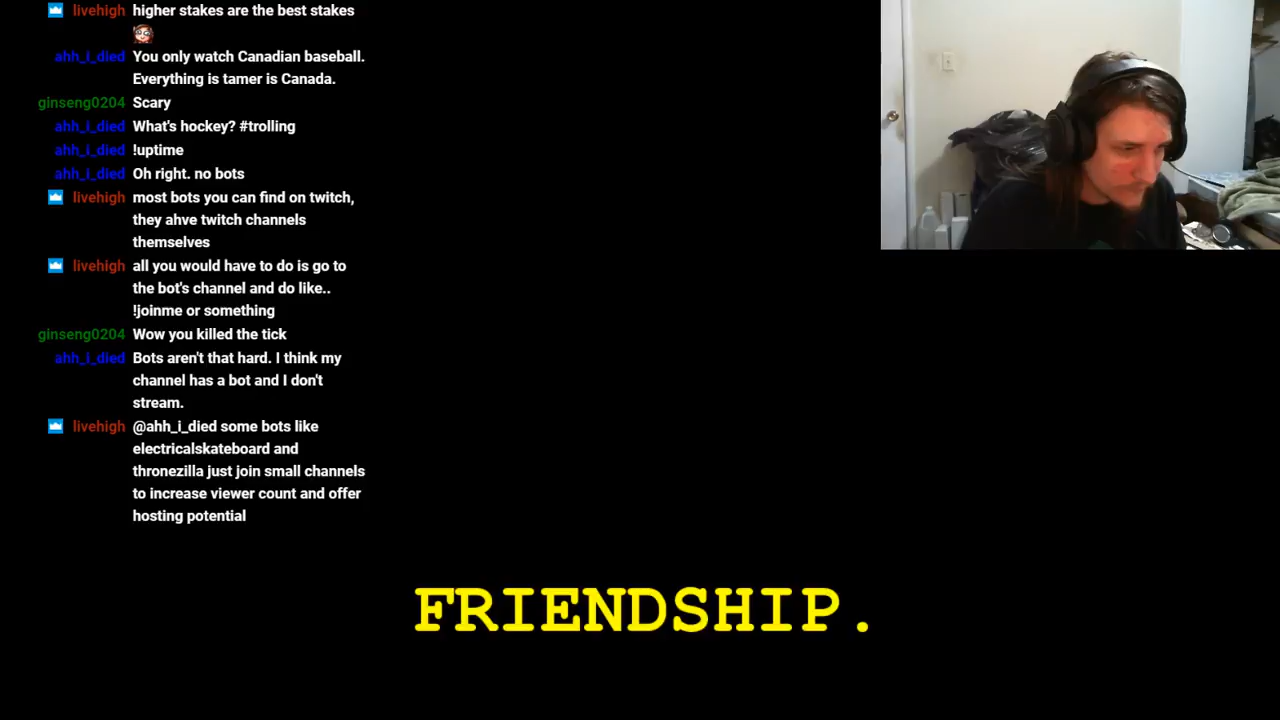 livehigh higher stakes are the best stakes
ahh_i_died You only watch Canadian baseball.
Everything is tamer is Canada.
ginseng0204 Scary
ahh_i_died What's hockey? #trolling
ahh_i_died !uptime
ahh_i_died Oh right. no bots
livehigh most bots you can find on twitch,
they ahve twitch channels
themselves
livehigh all you would have to do is go to
the bot's channel and do like..
!joinme or something
ginseng0204 Wow you killed the tick
ahh_i_died Bots aren't that hard. I think my
channel has a bot and I don't
stream.
livehigh @ahh_i_died some bots like
electricalskateboard and
thronezilla just join small channels
to increase viewer count and offer
hosting potential
FRIENDSHIP.